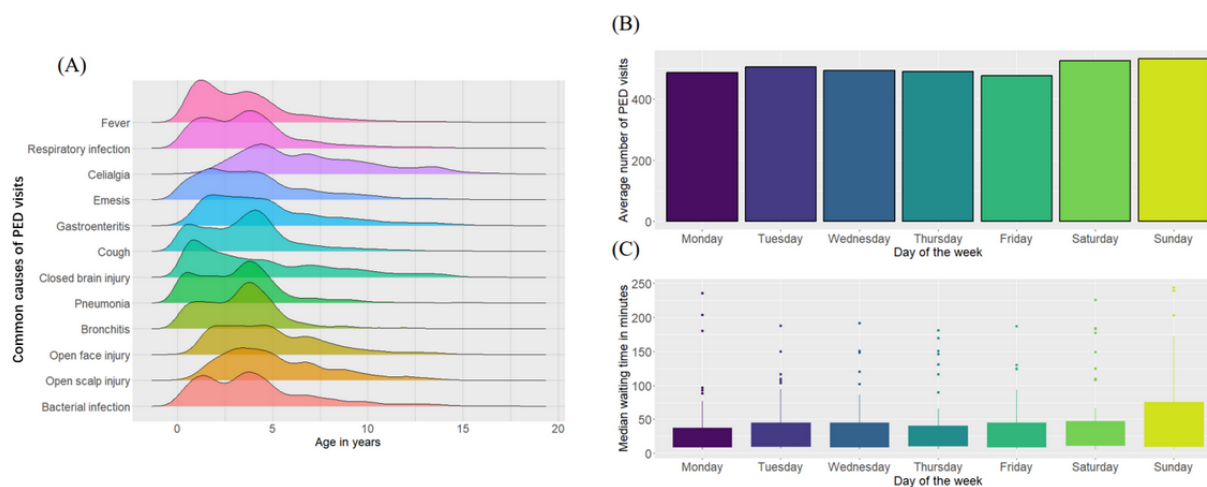 (A)
Common causes of PED visits
Fever
Respiratory infection
Celialgia
Emesis
Gastroenteritis
Cough
Closed brain injury
Pneumonia
Bronchitis
Open face injury
Open scalp injury
Bacterial infection
0 5 10 15 20
Age in years
(B)
Average number of PED visits
400
200
0
Monday Tuesday Wednesday Thursday Friday Saturday Sunday
Day of the week
(C)
Median waiting time in minutes
250
200
150
100
50
0
Monday Tuesday Wednesday Thursday Friday Saturday Sunday
Day of the week